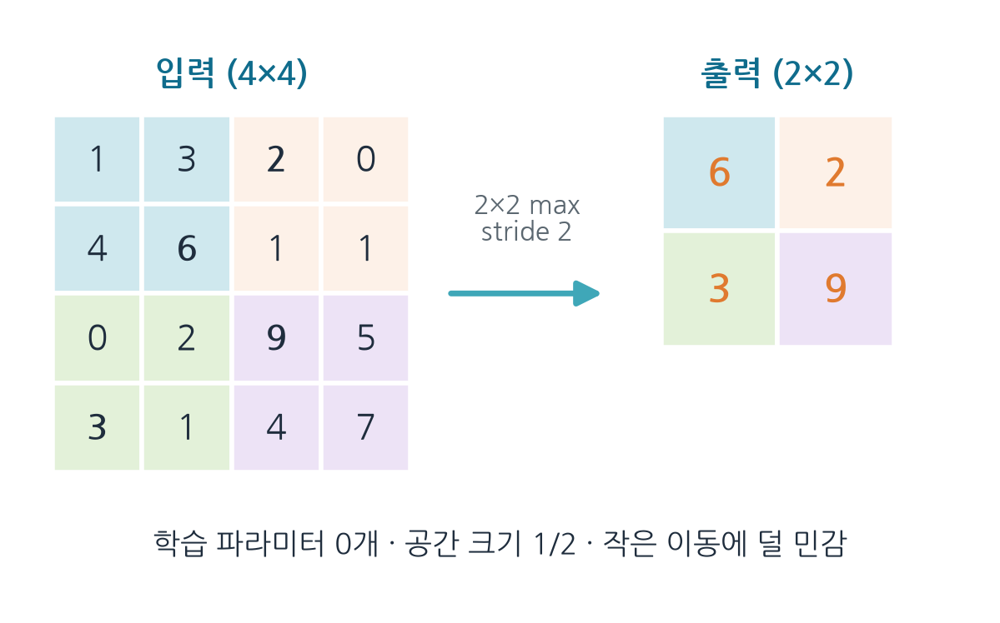 입력 (4×4)
출력 (2×2)
1 3 2 0
4 6 1 1
0 2 9 5
3 1 4 7
2×2 max
stride 2
6 2
3 9
학습 파라미터 0개 · 공간 크기 1/2 · 작은 이동에 덜 민감